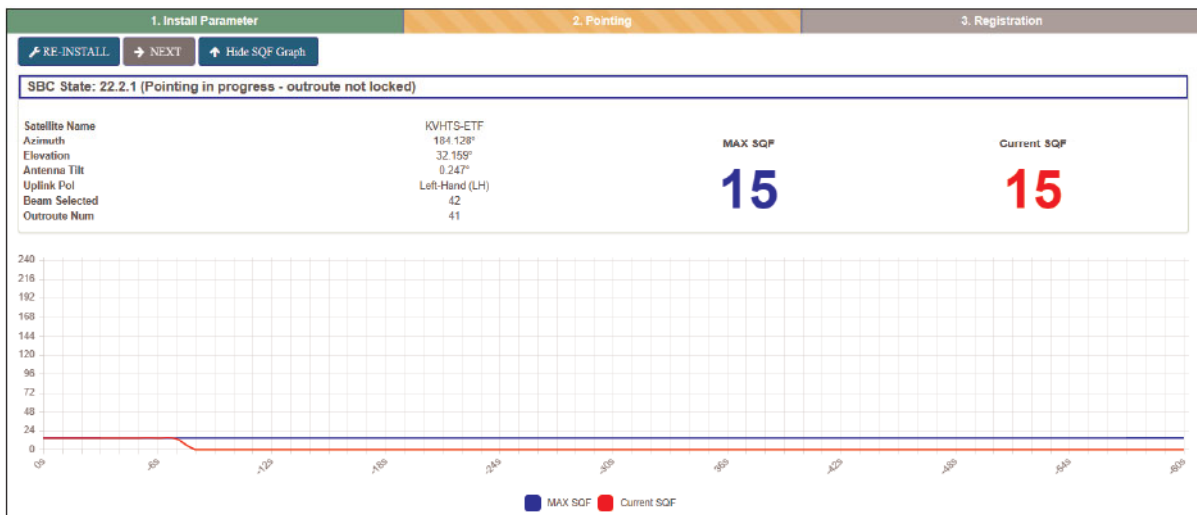 1. Install Parameter 2. Pointing 3. Registration
RE-INSTALL NEXT Hide SQF Graph
SBC State: 22.2.1 (Pointing in progress - outroute not locked)
Satellite Name KVHTS-ETF
Azimuth 184.128°
Elevation 32.159°
Antenna Tilt 0.247°
Uplink Pol Left-Hand (LH)
Beam Selected 42
Outroute Num 41
MAX SQF Current SQF
15 15
240
216
192
168
144
120
96
72
48
24
0
0s -6s -12s -18s -24s -30s -36s -42s -48s -54s -60s
MAX SQF Current SQF